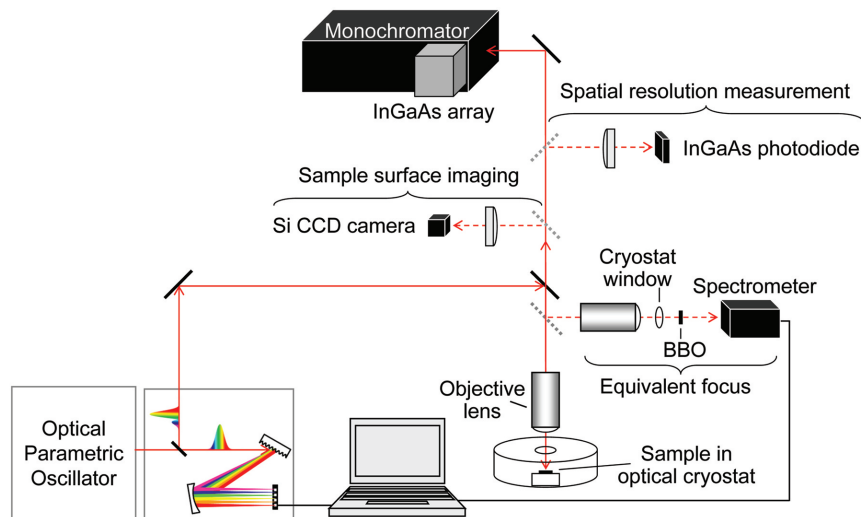 Monochromator
InGaAs array
Spatial resolution measurement
InGaAs photodiode
Sample surface imaging
Si CCD camera
Cryostat
window
Spectrometer
BBO
Equivalent focus
Objective
lens
Optical
Parametric
Oscillator
Sample in
optical cryostat